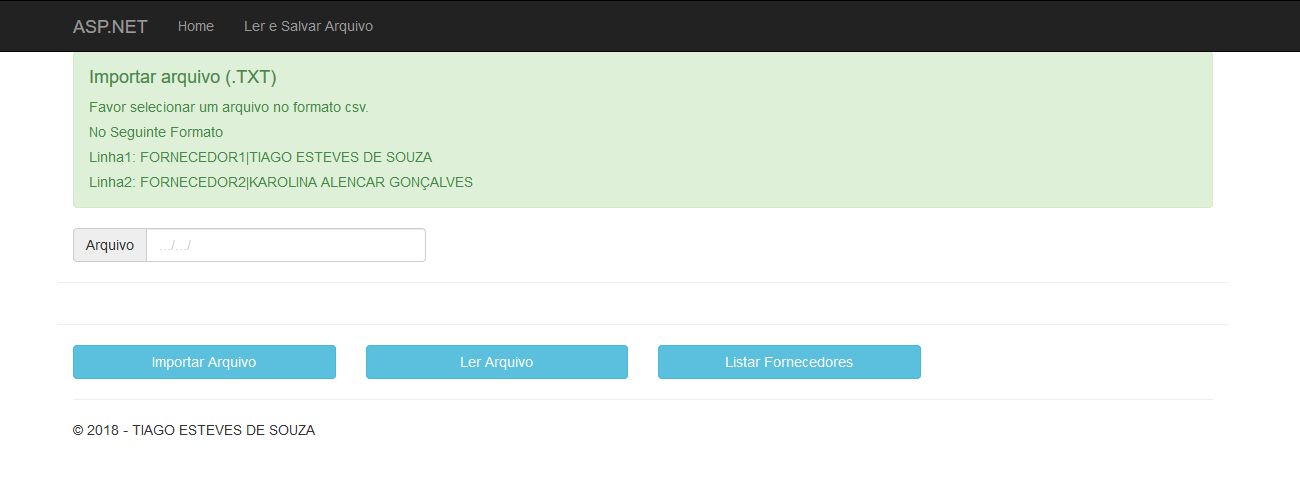 ASP.NET Home Ler e Salvar Arquivo
Importar arquivo (.TXT)
Favor selecionar um arquivo no formato csv.
No Seguinte Formato
Linha1: FORNECEDOR1|TIAGO ESTEVES DE SOUZA
Linha2: FORNECEDOR2|KAROLINA ALENCAR GONÇALVES
Arquivo .../.../
Importar Arquivo Ler Arquivo Listar Fornecedores
© 2018 - TIAGO ESTEVES DE SOUZA